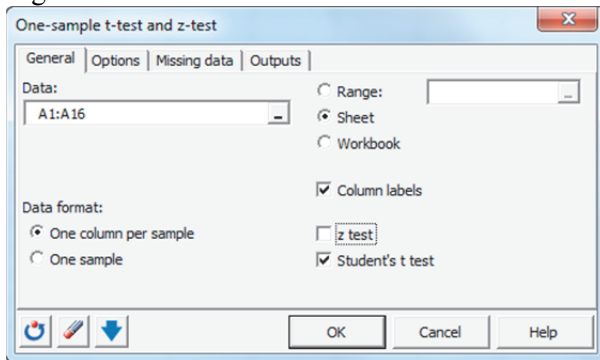 One-sample t-test and z-test
General Options Missing data Outputs
Data:
A1:A16
Range:
Sheet
Workbook
Column labels
Data format:
One column per sample
One sample
z test
Student's t test
OK Cancel Help